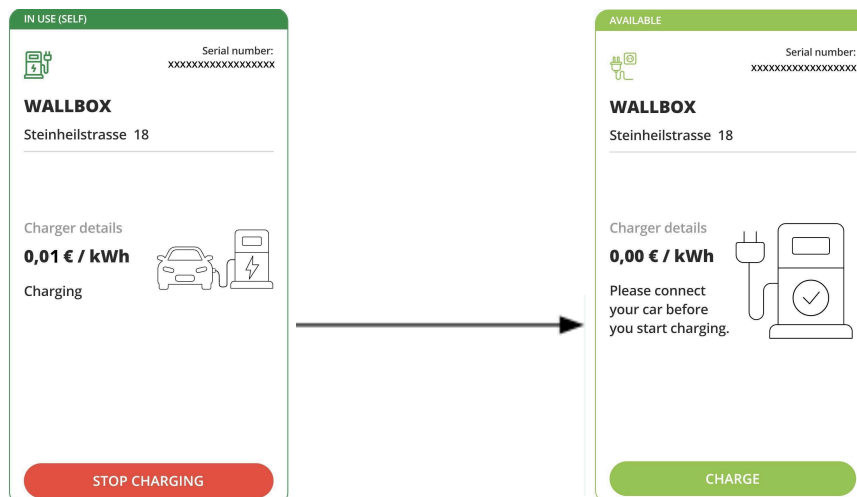 IN USE (SELF)
Serial number:
xxxxxxxxxxxxxxxxxx
WALLBOX
Steinheilstrasse 18
Charger details
0,01 € / kWh
Charging
STOP CHARGING
AVAILABLE
Serial number:
xxxxxxxxxxxxxxxxxx
WALLBOX
Steinheilstrasse 18
Charger details
0,00 € / kWh
Please connect
your car before
you start charging.
CHARGE